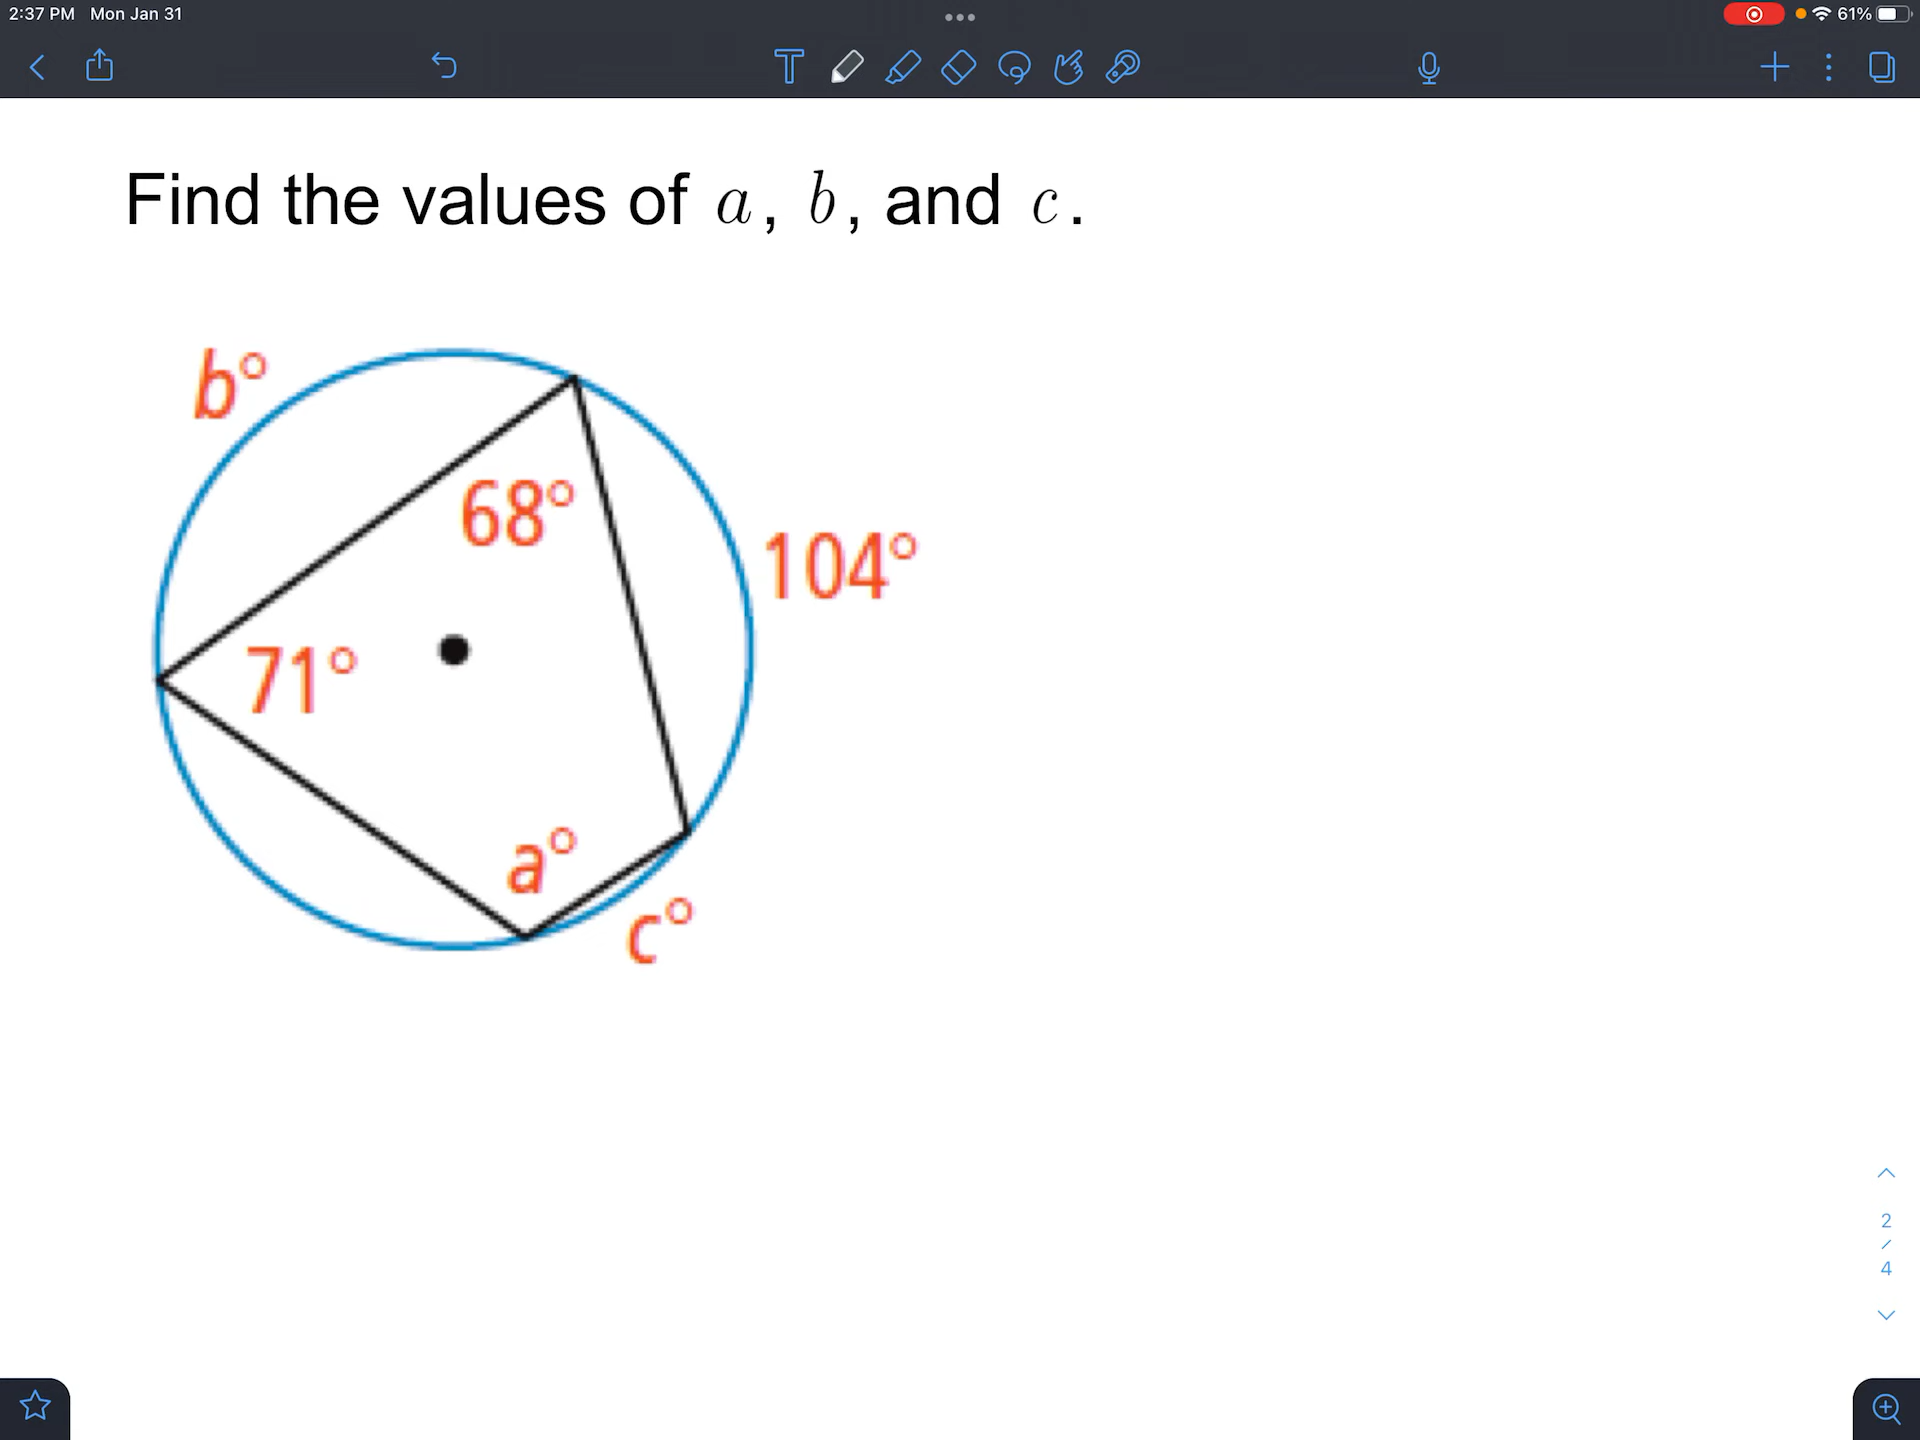 2:37 PM Mon Jan 31
61%
T
Find the values of a, b, and c.
b°
68°
104°
71°
a°
c°
2
/
4